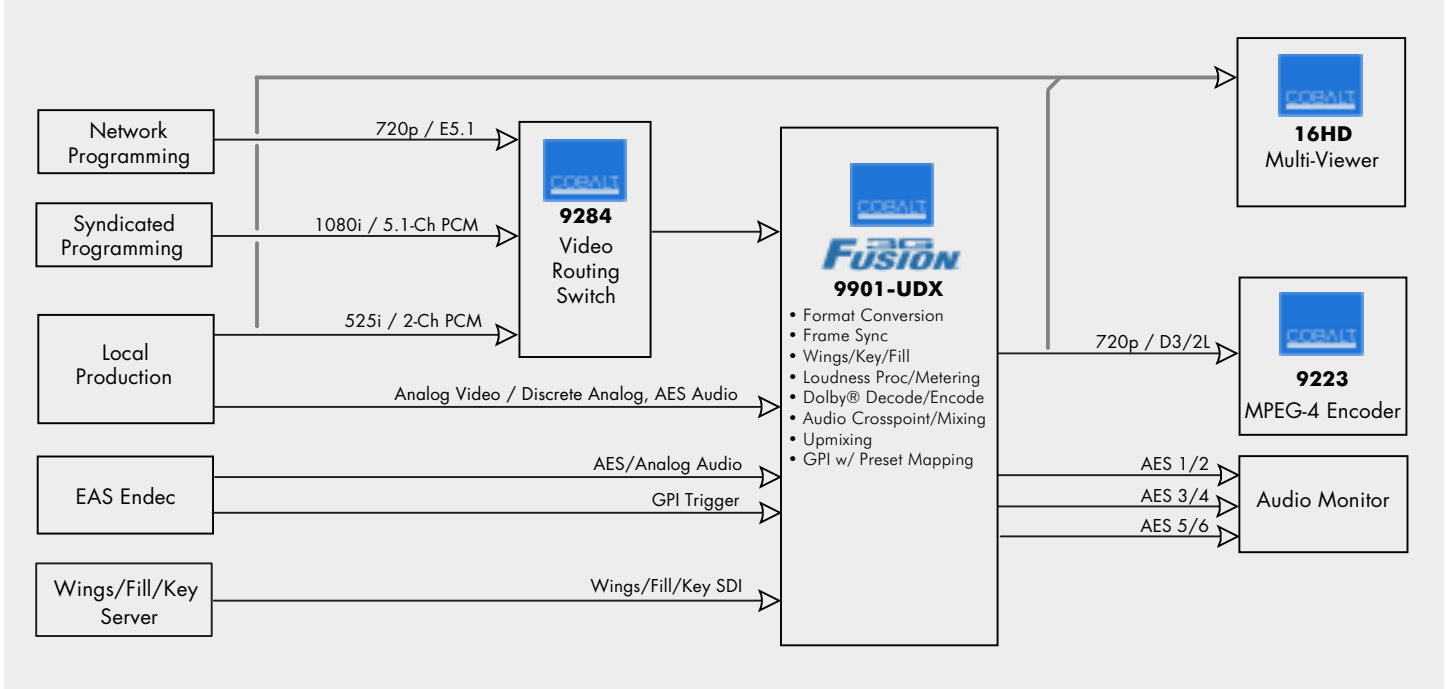 Network
Programming
720p / E5.1
Syndicated
Programming
1080i / 5.1-Ch PCM
Local
Production
525i / 2-Ch PCM
Analog Video / Discrete Analog, AES Audio
EAS Endec
AES/Analog Audio
GPI Trigger
Wings/Fill/Key
Server
Wings/Fill/Key SDI
COBALT
9284
Video
Routing
Switch
COBALT
3G
FUSION
9901-UDX
• Format Conversion
• Frame Sync
• Wings/Key/Fill
• Loudness Proc/Metering
• Dolby® Decode/Encode
• Audio Crosspoint/Mixing
• Upmixing
• GPI w/ Preset Mapping
COBALT
16HD
Multi-Viewer
720p / D3/2L
COBALT
9223
MPEG-4 Encoder
AES 1/2
AES 3/4
AES 5/6
Audio Monitor